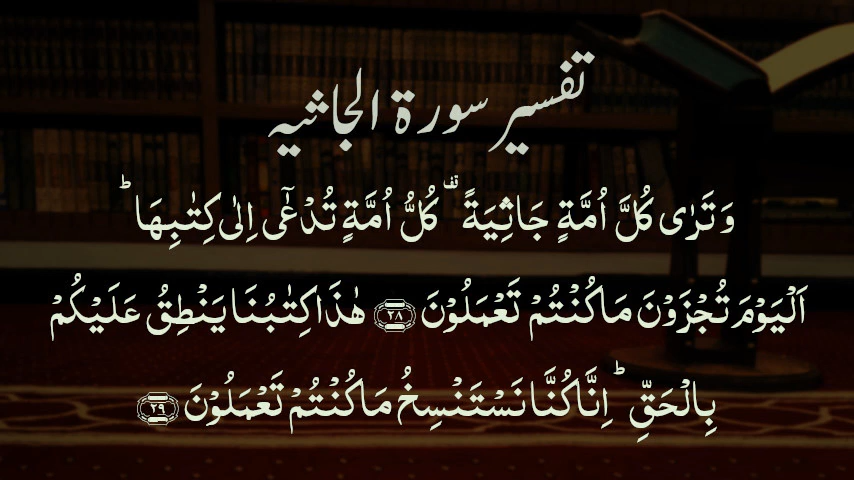 تفسیر سورۃ الجاثیہ
وَتَرٰى كُلَّ اُمَّةٍ جَاثِيَةً ۫ كُلُّ اُمَّةٍ تُدْعٰٓى اِلٰى كِتٰبِهَا ؕ
اَلْيَوْمَ تُجْزَوْنَ مَا كُنْتُمْ تَعْمَلُوْنَ ﴿۲۸﴾ هٰذَا كِتٰبُنَا يَنْطِقُ عَلَيْكُمْ
بِالْحَقِّ ؕ اِنَّا كُنَّا نَسْتَنْسِخُ مَا كُنْتُمْ تَعْمَلُوْنَ ﴿۲۹﴾